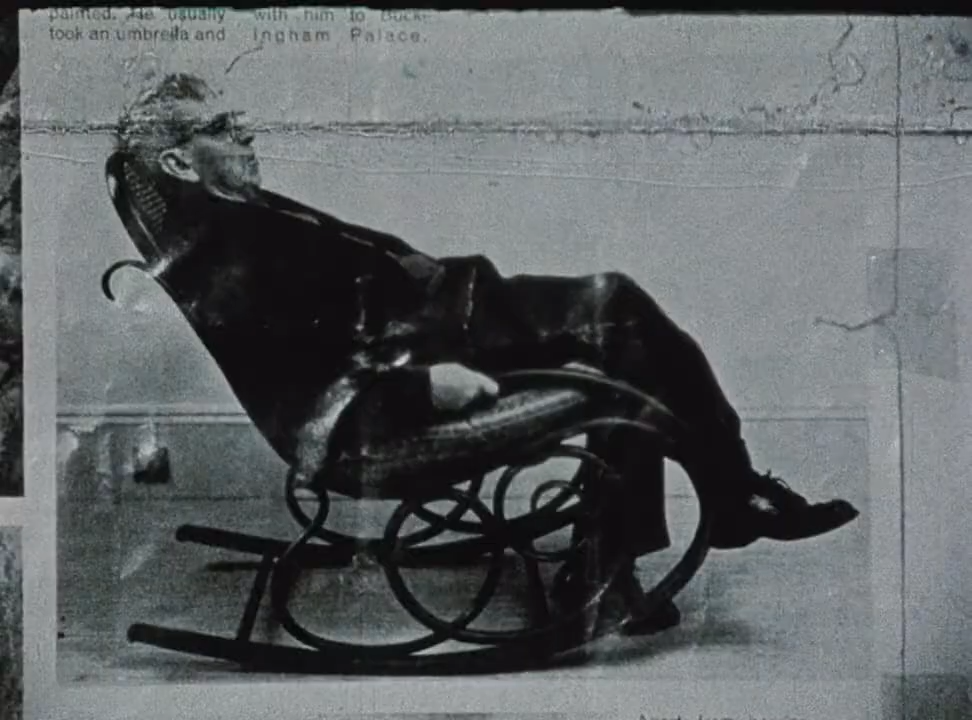 painted. He usually with him to Buck-
took an umbrella and ingham Palace.